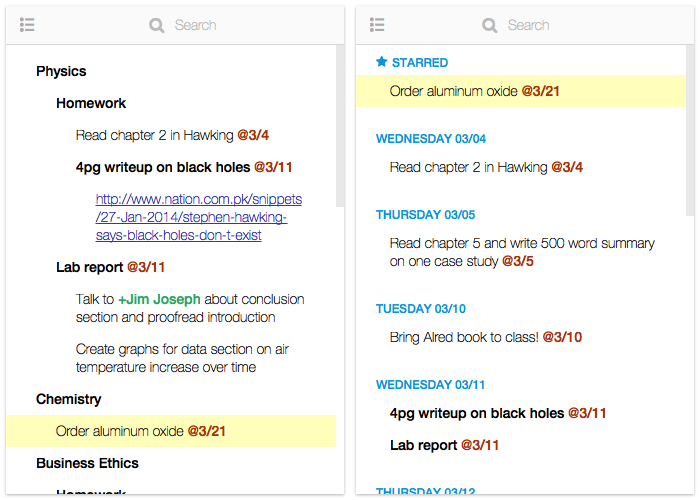 Search
Physics
Homework
Read chapter 2 in Hawking @3/4
4pg writeup on black holes @3/11
http://www.nation.com.pk/snippets
/27-Jan-2014/stephen-hawking-
says-black-holes-don-t-exist
Lab report @3/11
Talk to +Jim Joseph about conclusion
section and proofread introduction
Create graphs for data section on air
temperature increase over time
Chemistry
Order aluminum oxide @3/21
Business Ethics
Homework
Search
STARRED
Order aluminum oxide @3/21
WEDNESDAY 03/04
Read chapter 2 in Hawking @3/4
THURSDAY 03/05
Read chapter 5 and write 500 word summary
on one case study @3/5
TUESDAY 03/10
Bring Alred book to class! @3/10
WEDNESDAY 03/11
4pg writeup on black holes @3/11
Lab report @3/11
THURSDAY 03/12